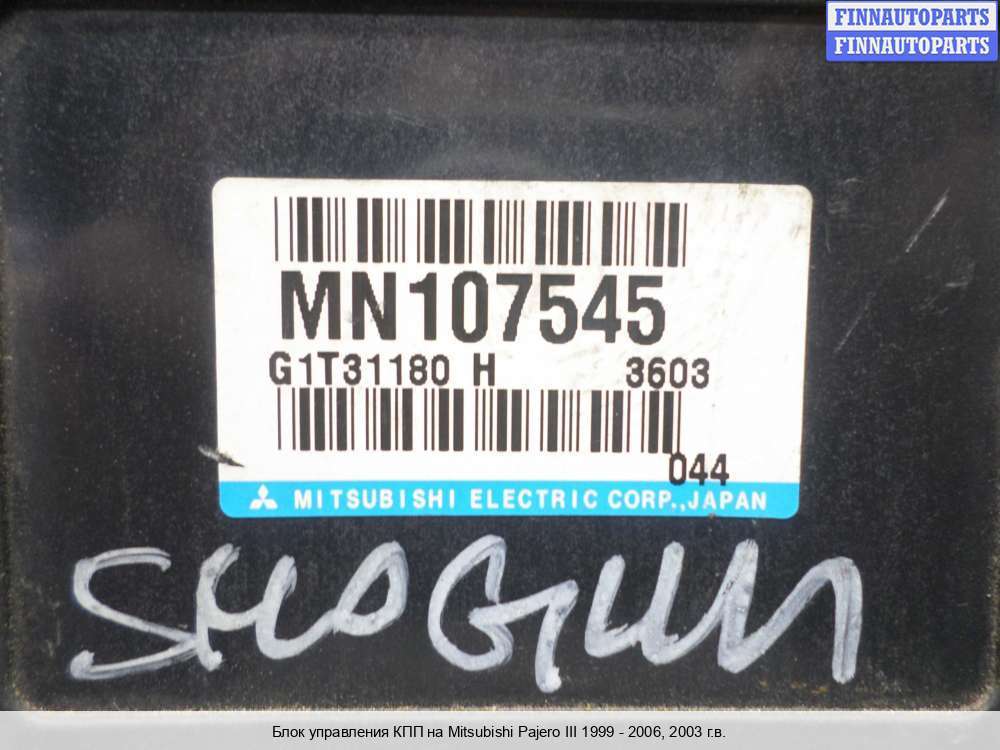 FINNAUTOPARTS
FINNAUTOPARTS
MN107545
G1T31180 H 3603
044
MITSUBISHI ELECTRIC CORP.,JAPAN
SHOGUN
Блок управления КПП на Mitsubishi Pajero III 1999 - 2006, 2003 г.в.